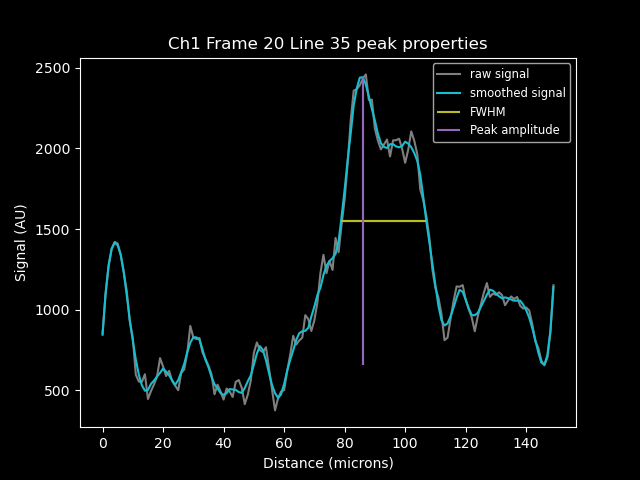 Ch1 Frame 20 Line 35 peak properties
raw signal
smoothed signal
FWHM
Peak amplitude
2500
2000
1500
1000
500
Signal (AU)
0 20 40 60 80 100 120 140
Distance (microns)